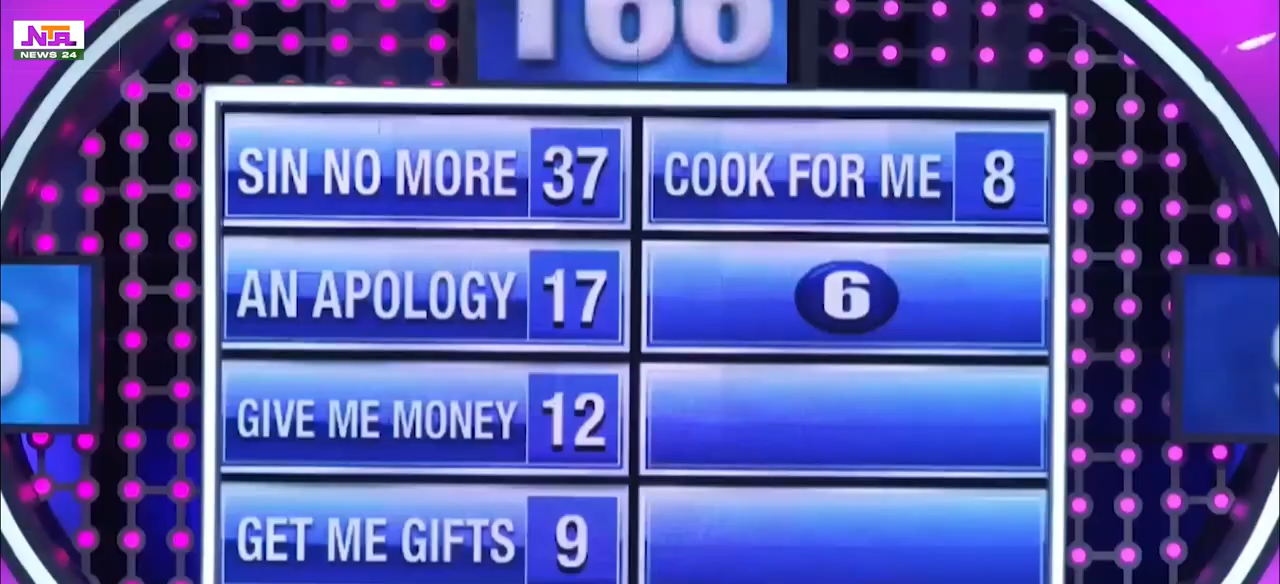 NTA
NEWS 24
166
SIN NO MORE 37
AN APOLOGY 17
GIVE ME MONEY 12
GET ME GIFTS 9
COOK FOR ME 8
6